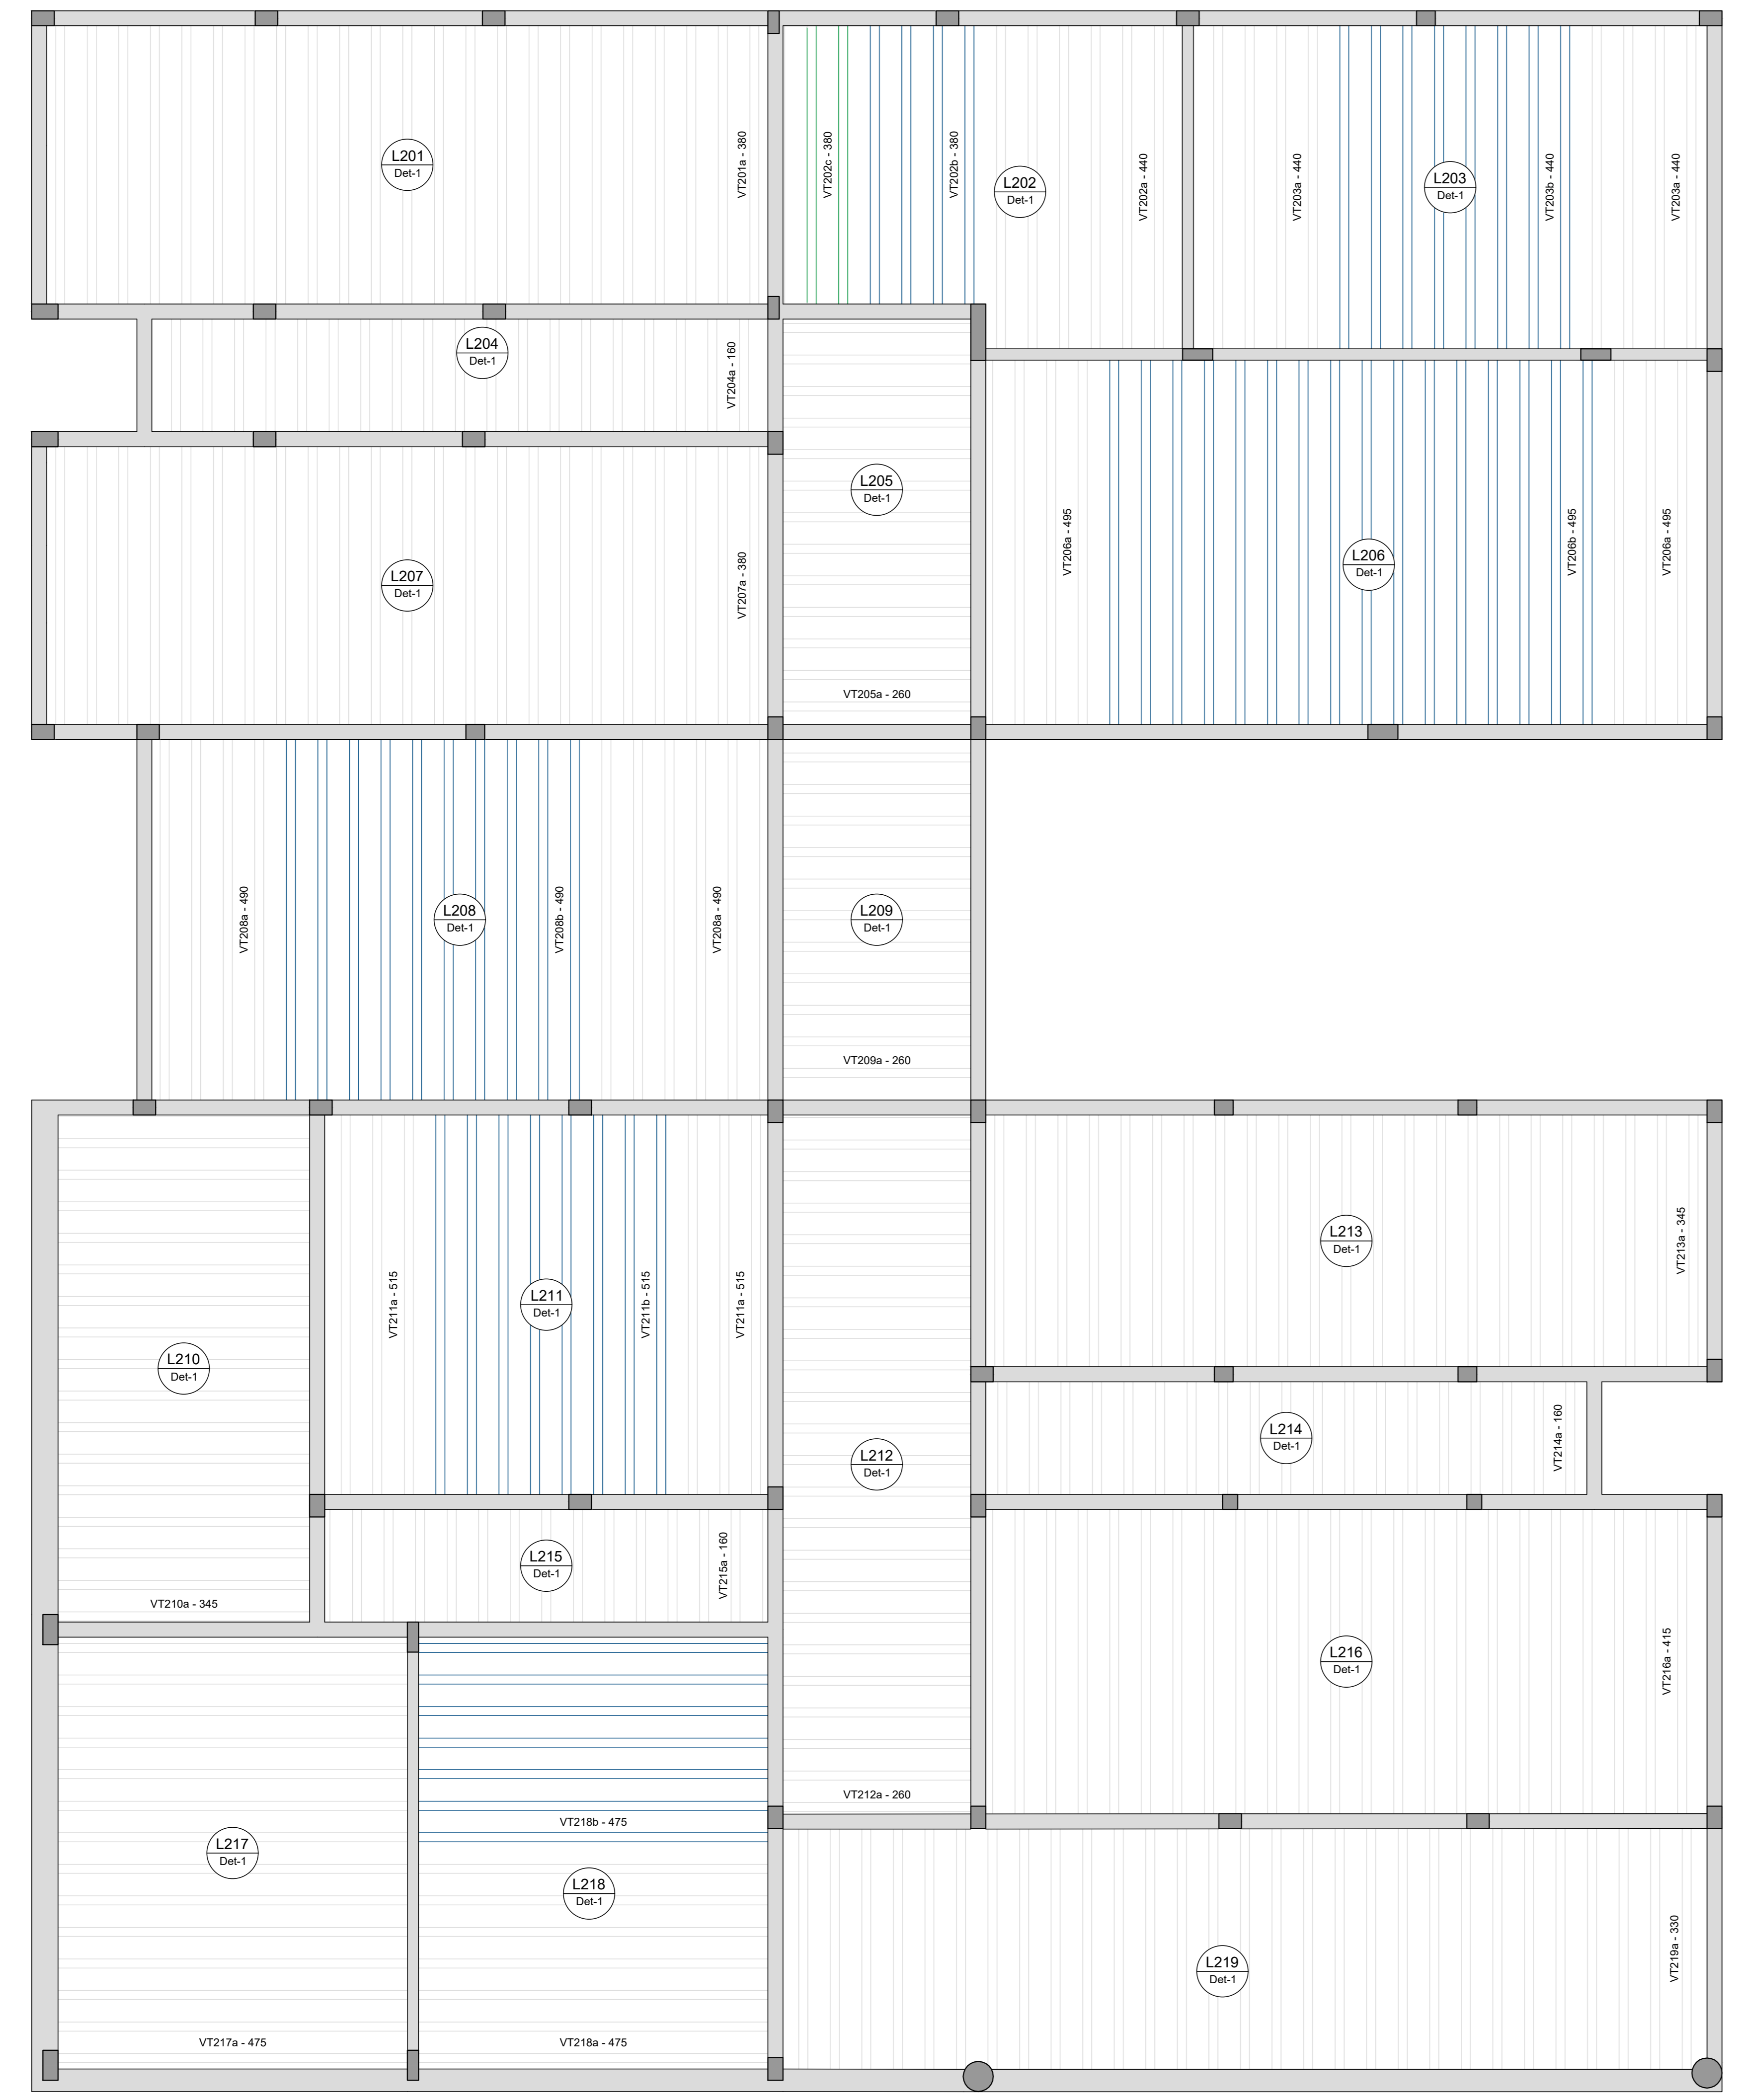 L201
Det-1
VT201a - 380
VT202c - 380
VT202b - 380
L202
Det-1
VT202a - 440
VT203a - 440
L203
Det-1
VT203b - 440
VT203a - 440
L204
Det-1
VT204a - 160
L205
Det-1
VT205a - 260
VT206a - 495
L206
Det-1
VT206b - 495
VT206a - 495
L207
Det-1
VT207a - 380
VT208a - 490
L208
Det-1
VT208b - 490
VT208a - 490
L209
Det-1
VT209a - 260
L210
Det-1
VT210a - 345
VT211a - 515
L211
Det-1
VT211b - 515
VT211a - 515
L212
Det-1
VT212a - 260
L213
Det-1
VT213a - 345
L214
Det-1
VT214a - 160
L215
Det-1
VT215a - 160
L216
Det-1
VT216a - 415
L217
Det-1
VT217a - 475
VT218b - 475
L218
Det-1
VT218a - 475
L219
Det-1
VT219a - 330